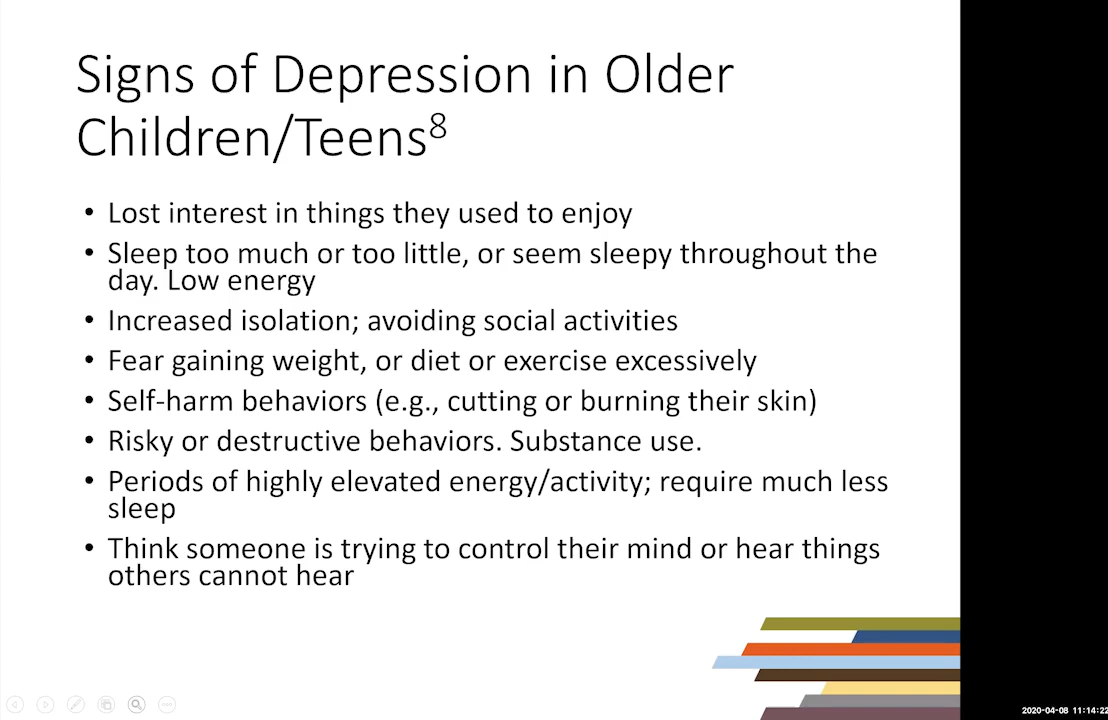 Signs of Depression in Older
Children/Teens8
• Lost interest in things they used to enjoy
• Sleep too much or too little, or seem sleepy throughout the
day. Low energy
• Increased isolation; avoiding social activities
• Fear gaining weight, or diet or exercise excessively
• Self-harm behaviors (e.g., cutting or burning their skin)
• Risky or destructive behaviors. Substance use.
• Periods of highly elevated energy/activity; require much less
sleep
• Think someone is trying to control their mind or hear things
others cannot hear
2020-04-08 11:14:22